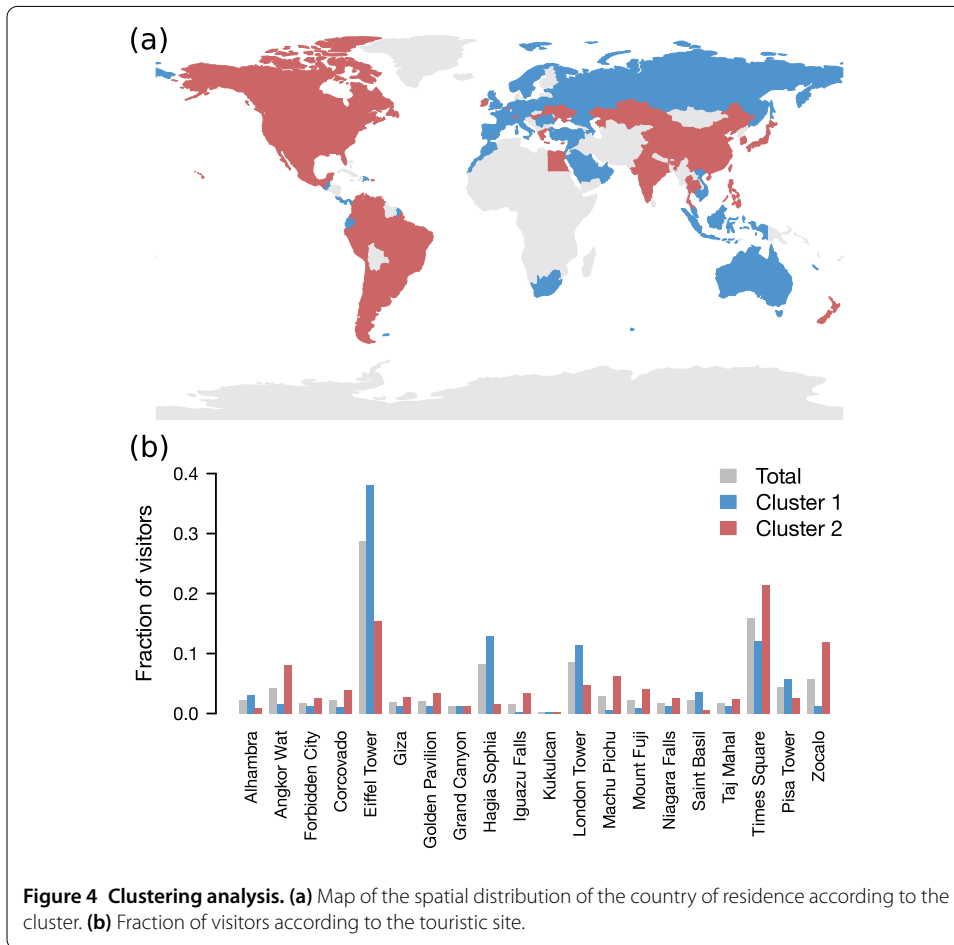 (a)
(b)
Fraction of visitors
0.4
0.3
0.2
0.1
0.0
Total
Cluster 1
Cluster 2
Alhambra
Angkor Wat
Forbidden City
Corcovado
Eiffel Tower
Giza
Golden Pavilion
Grand Canyon
Hagia Sophia
Iguazu Falls
Kukulcan
London Tower
Machu Pichu
Mount Fuji
Niagara Falls
Saint Basil
Taj Mahal
Times Square
Pisa Tower
Zocalo
Figure 4 Clustering analysis. (a) Map of the spatial distribution of the country of residence according to the
cluster. (b) Fraction of visitors according to the touristic site.